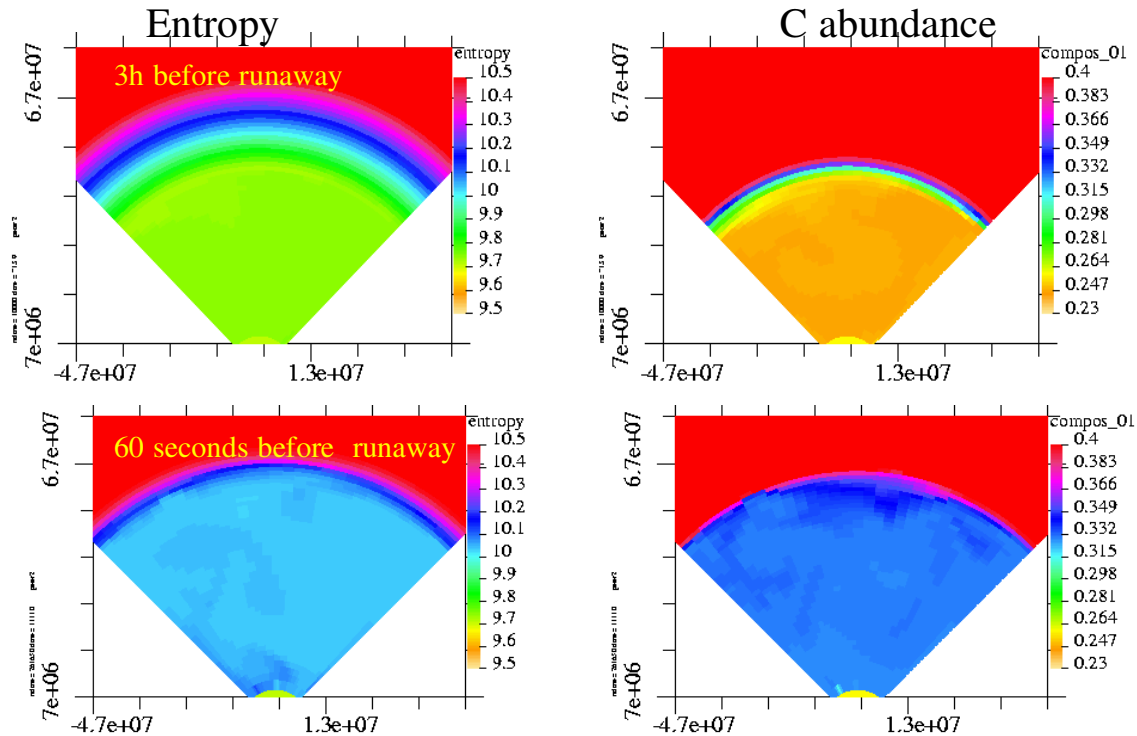 Entropy
C abundance
entropy
3h before runaway
6.7e+07
7e+06
10.5
10.4
10.3
10.2
10.1
10
9.9
9.8
9.7
9.6
9.5
-4.7e+07
1.3e+07
compos_01
6.7e+07
7e+06
0.4
0.383
0.366
0.349
0.332
0.315
0.298
0.281
0.264
0.247
0.23
-4.7e+07
1.3e+07
entropy
60 seconds before runaway
6.7e+07
7e+06
10.5
10.4
10.3
10.2
10.1
10
9.9
9.8
9.7
9.6
9.5
-4.7e+07
1.3e+07
compos_01
6.7e+07
7e+06
0.4
0.383
0.366
0.349
0.332
0.315
0.298
0.281
0.264
0.247
0.23
-4.7e+07
1.3e+07